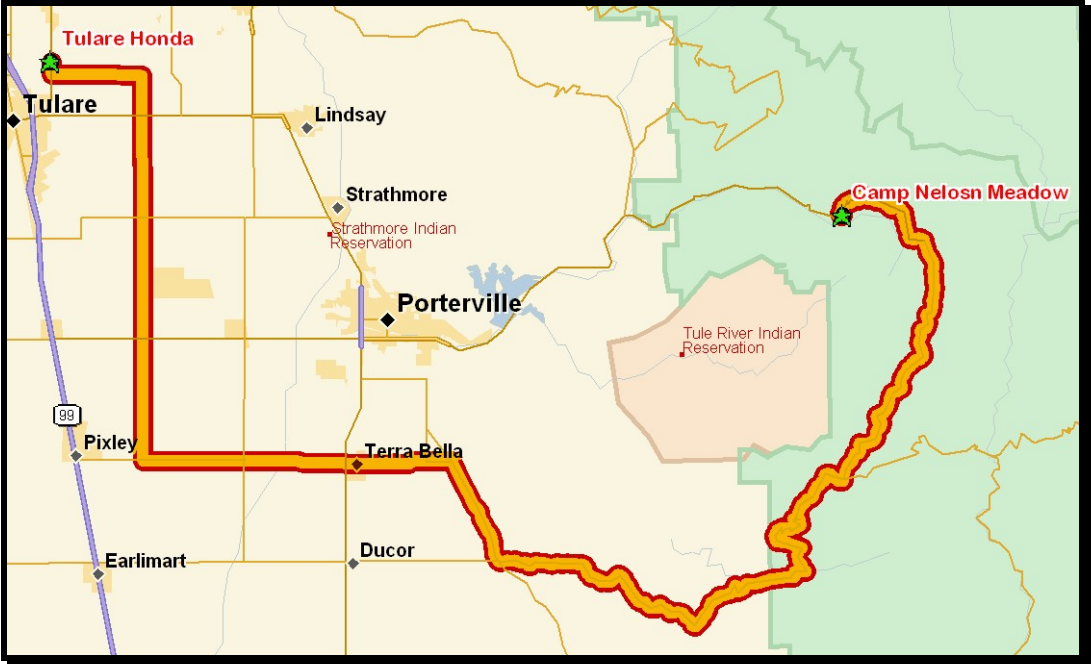 Tulare Honda
Tulare
Lindsay
Strathmore
Camp Nelosn Meadow
Strathmore Indian
Reservation
Porterville
Tule River Indian
Reservation
99
Pixley
Terra Bella
Ducor
Earlimart